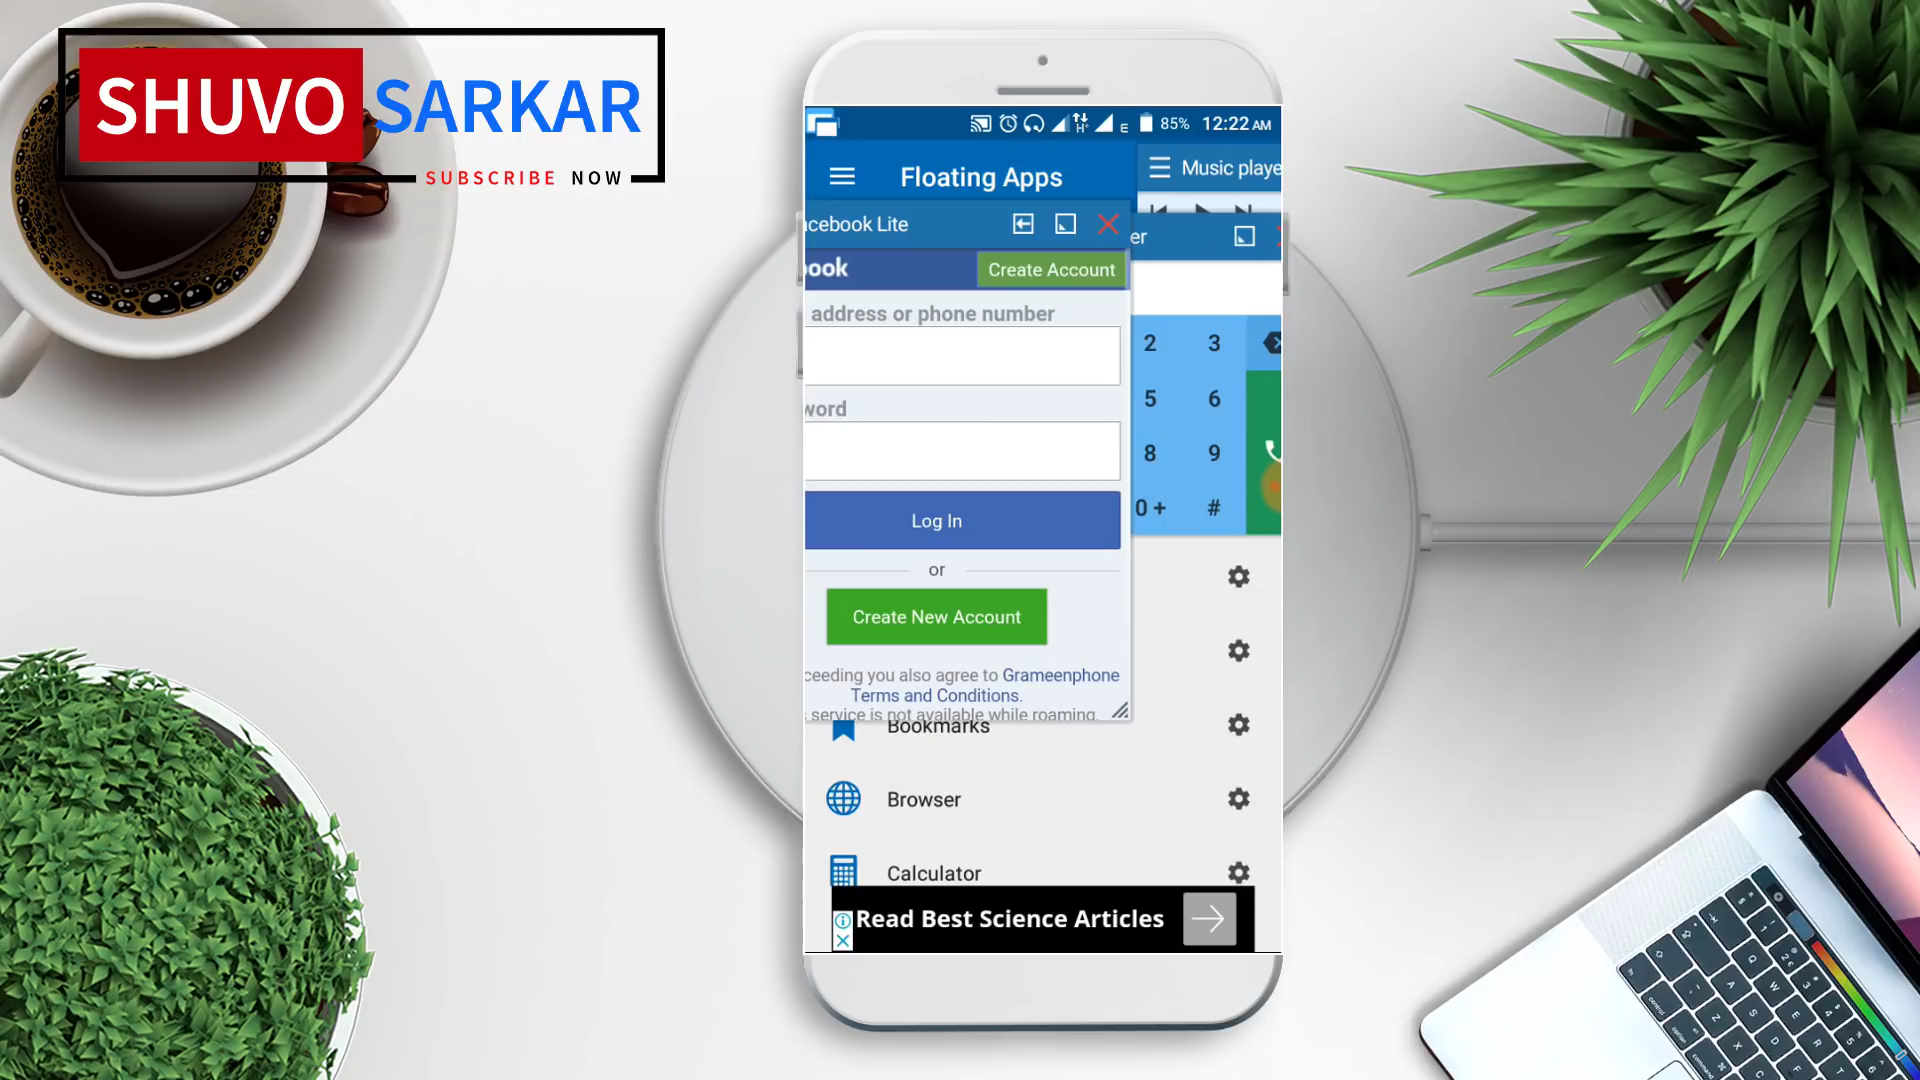 SHUVO SARKAR
SUBSCRIBE NOW
85% 12:22 AM
Floating Apps
Music playe
cebook Lite
er
ook
Create Account
address or phone number
word
Log In
or
Create New Account
ceeding you also agree to Grameenphone
Terms and Conditions.
service is not available while roaming.
2 3
5 6
8 9
0 + #
Bookmarks
Browser
Calculator
Read Best Science Articles